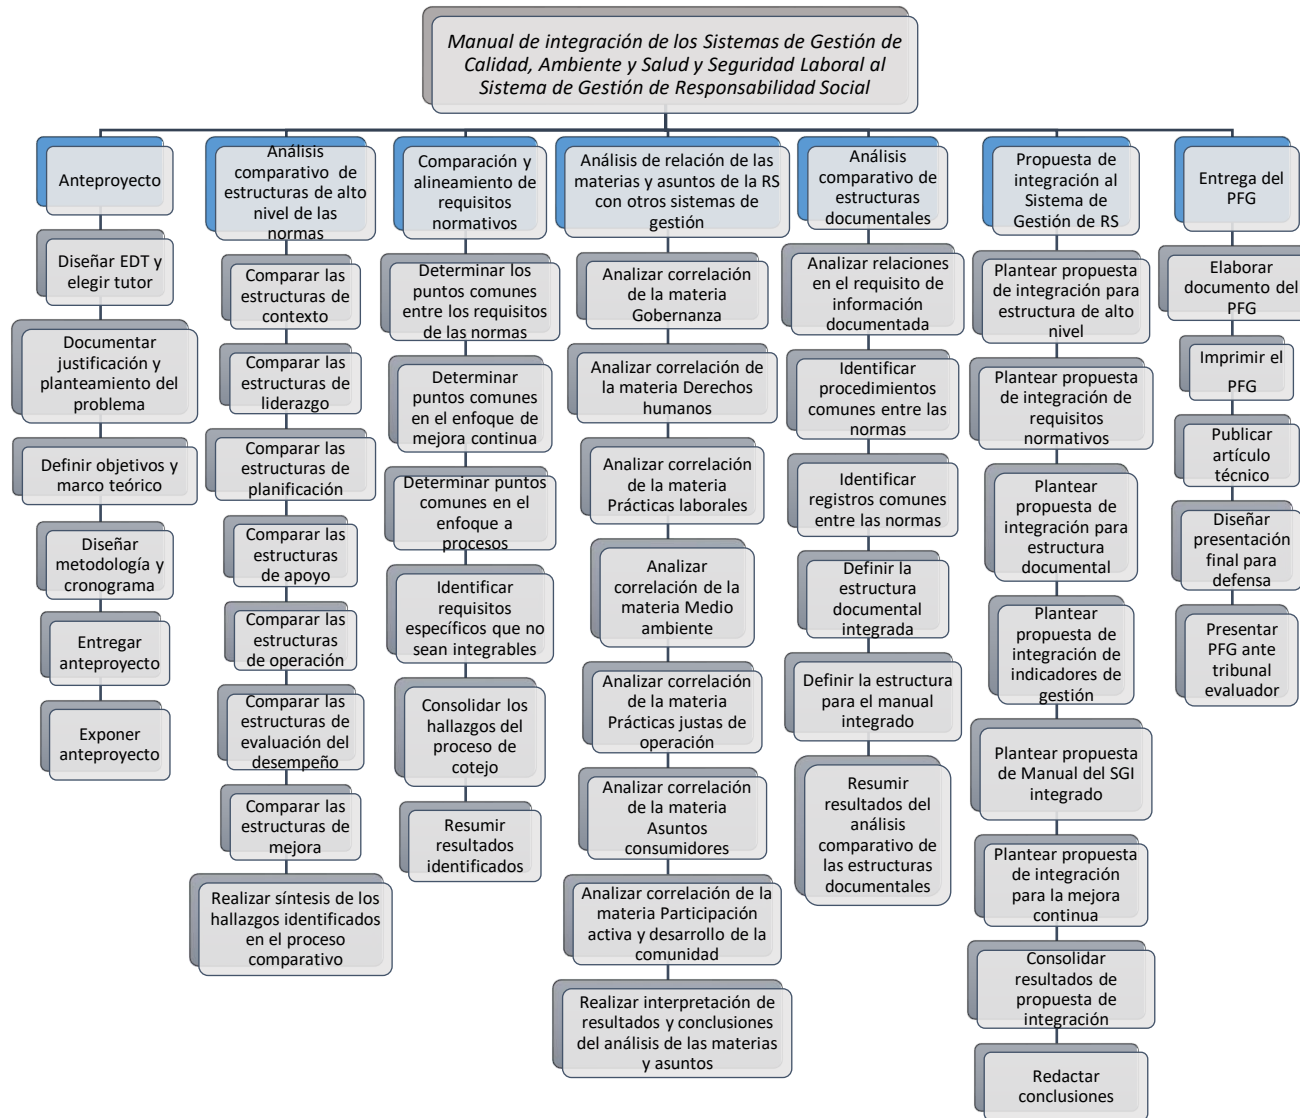 Manual de integración de los Sistemas de Gestión de
Calidad, Ambiente y Salud y Seguridad Laboral al
Sistema de Gestión de Responsabilidad Social
Anteproyecto
Diseñar EDT y
elegir tutor
Documentar
justificación y
planteamiento del
problema
Definir objetivos y
marco teórico
Diseñar
metodología y
cronograma
Entregar
anteproyecto
Exponer
anteproyecto
Análisis
comparativo de
estructuras de alto
nivel de las
normas
Comparar las
estructuras de
contexto
Comparar las
estructuras de
liderazgo
Comparar las
estructuras de
planificación
Comparar las
estructuras
de apoyo
Comparar las
estructuras
de operación
Comparar las
estructuras de
evaluación del
desempeño
Comparar las
estructuras de
mejora
Realizar síntesis de los
hallazgos identificados
en el proceso
comparativo
Comparación y
alineamiento de
requisitos
normativos
Determinar los
puntos comunes
entre los requisitos
de las normas
Determinar
puntos comunes
en el enfoque de
mejora continua
Determinar puntos
comunes en el
enfoque a
procesos
Identificar
requisitos
específicos que no
sean integrables
Consolidar los
hallazgos del
proceso de
cotejo
Resumir
resultados
identificados
Análisis de relación de las
materias y asuntos de la RS
con otros sistemas de
gestión
Analizar correlación
de la materia
Gobernanza
Analizar correlación de
la materia Derechos
humanos
Analizar correlación
de la materia
Prácticas laborales
Analizar
correlación de la
materia Medio
ambiente
Analizar correlación
de la materia
Prácticas justas de
operación
Analizar correlación
de la materia
Asuntos
consumidores
Analizar correlación de la
materia Participación
activa y desarrollo de la
comunidad
Realizar interpretación de
resultados y conclusiones
del análisis de las materias
y asuntos
Análisis
comparativo de
estructuras
documentales
Analizar relaciones
en el requisito de
información
documentada
Identificar
procedimientos
comunes entre las
normas
Identificar
registros comunes
entre las normas
Definir la
estructura
documental
integrada
Definir la estructura
para el manual
integrado
Resumir
resultados del
análisis
comparativo de
las estructuras
documentales
Propuesta de
integración al
Sistema de
Gestión de RS
Plantear propuesta
de integración para
estructura de alto
nivel
Plantear propuesta
de integración de
requisitos
normativos
Plantear
propuesta de
integración para
estructura
documental
Plantear
propuesta de
integración de
indicadores de
gestión
Plantear propuesta
de Manual del SGI
integrado
Plantear propuesta
de integración
para la mejora
continua
Consolidar
resultados de
propuesta de
integración
Redactar
conclusiones
Entrega del
PFG
Elaborar
documento del
PFG
Imprimir el
PFG
Publicar
artículo
técnico
Diseñar
presentación
final para
defensa
Presentar
PFG ante
tribunal
evaluador